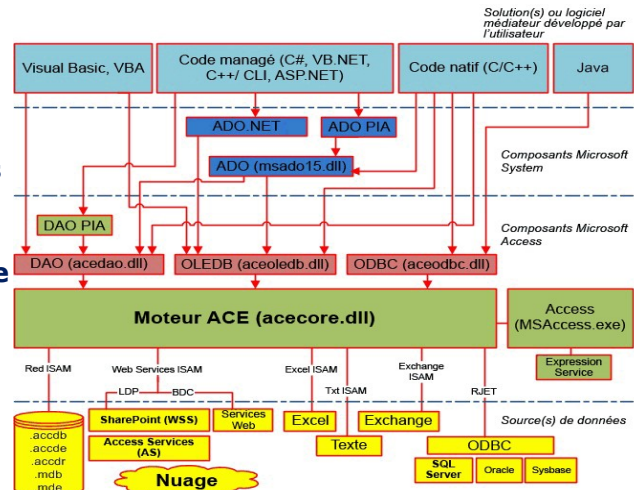 Solution(s) ou logiciel
médiateur développé par
l'utilisateur
Visual Basic, VBA
Code managé (C#, VB.NET,
C++/ CLI, ASP.NET)
Code natif (C/C++)
Java
ADO.NET
ADO PIA
ADO (msado15.dll)
Composants Microsoft
System
DAO PIA
Composants Microsoft
Access
DAO (acedao.dll)
OLEDB (aceoledb.dll)
ODBC (aceodbc.dll)
Moteur ACE (acecore.dll)
Access
(MSAccess.exe)
Expression
Service
Red ISAM
Web Services ISAM
Excel ISAM
Txt ISAM
Exchange
ISAM
RJET
LDP
BDC
Source(s) de données
.accdb
.accde
.accdr
.mdb
.mde
SharePoint (WSS)
Services
Web
Access Services
(AS)
Nuage
Excel
Texte
Exchange
ODBC
SQL
Server
Oracle
Sysbase